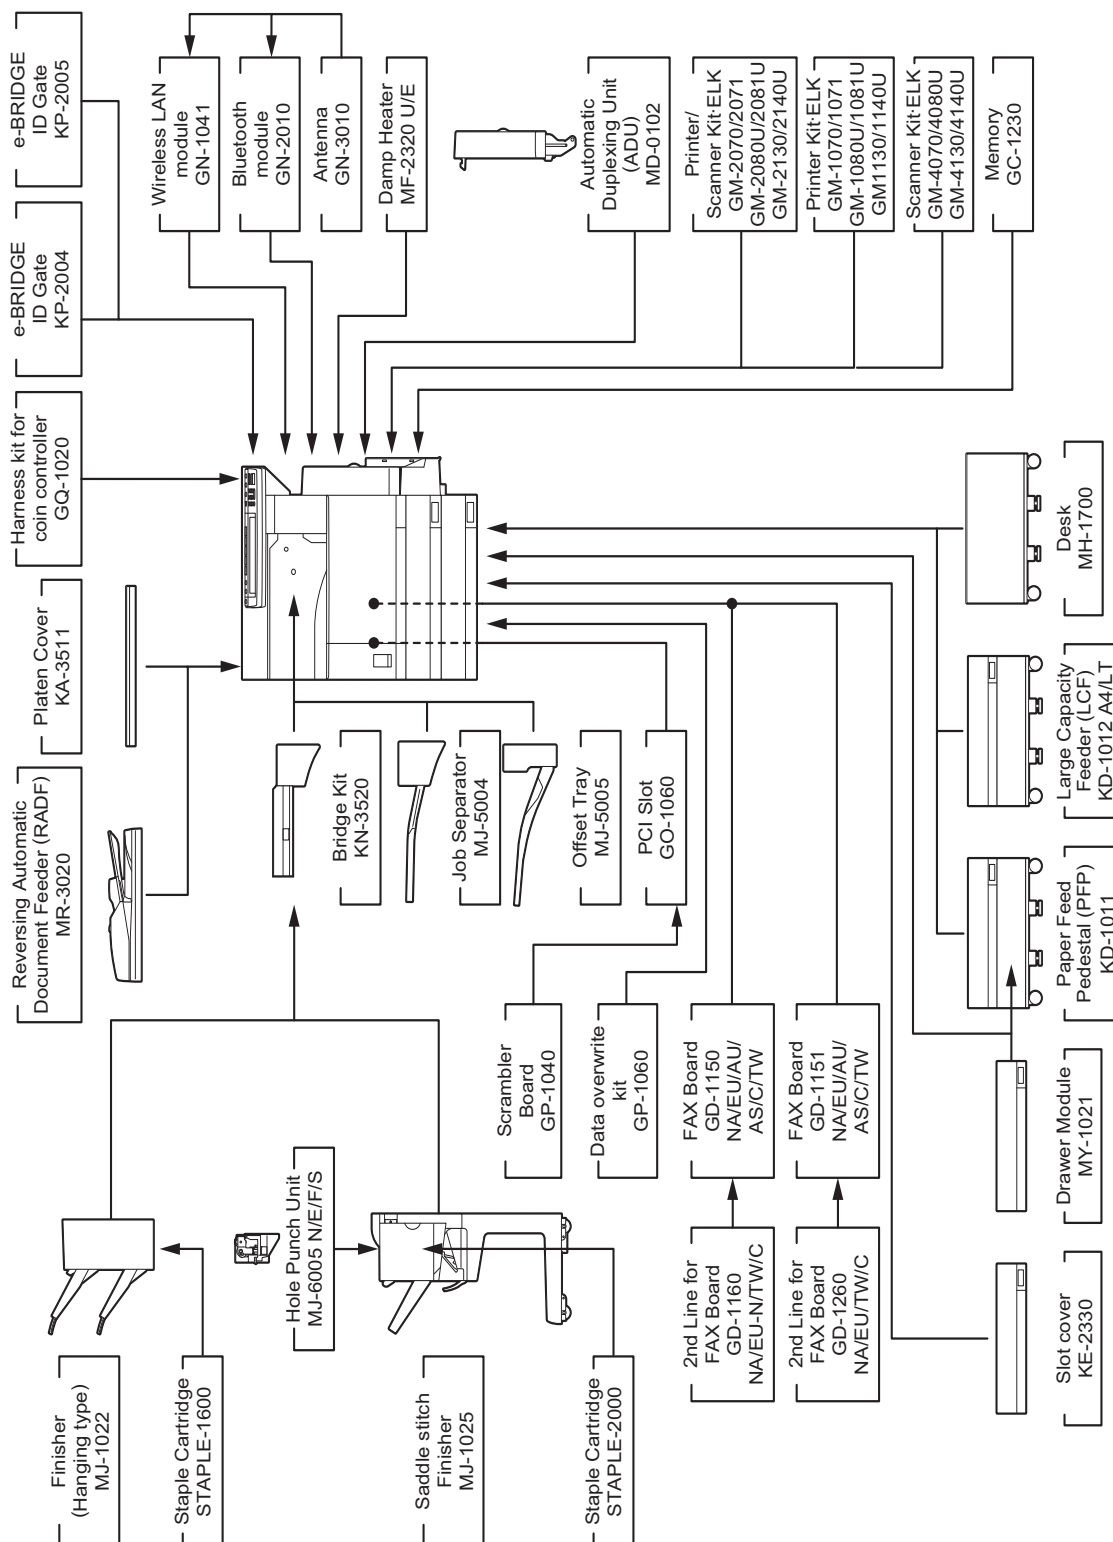 Finisher
(Hanging type)
MJ-1022
Staple Cartridge
STAPLE-1600
Hole Punch Unit
MJ-6005 N/E/F/S
Saddle stitch
Finisher
MJ-1025
Staple Cartridge
STAPLE-2000
Reversing Automatic
Document Feeder (RADF)
MR-3020
Platen Cover
KA-3511
Harness kit for
coin controller
GQ-1020
e-BRIDGE
ID Gate
KP-2004
e-BRIDGE
ID Gate
KP-2005
Wireless LAN
module
GN-1041
Bluetooth
module
GN-2010
Antenna
GN-3010
Damp Heater
MF-2320 U/E
Automatic
Duplexing Unit
(ADU)
MD-0102
Printer/
Scanner Kit·ELK
GM-2070/2071
GM-2080U/2081U
GM-2130/2140U
Printer Kit·ELK
GM-1070/1071
GM-1080U/1081U
GM1130/1140U
Scanner Kit·ELK
GM-4070/4080U
GM-4130/4140U
Memory
GC-1230
Bridge Kit
KN-3520
Job Separator
MJ-5004
Offset Tray
MJ-5005
PCI Slot
GO-1060
Scrambler
Board
GP-1040
Data overwrite
kit
GP-1060
FAX Board
GD-1150
NA/EU/AU/
AS/C/TW
FAX Board
GD-1151
NA/EU/AU/
AS/C/TW
2nd Line for
FAX Board
GD-1160
NA/EU-N/TW/C
2nd Line for
FAX Board
GD-1260
NA/EU/TW/C
Slot cover
KE-2330
Drawer Module
MY-1021
Paper Feed
Pedestal (PFP)
KD-1011
Large Capacity
Feeder (LCF)
KD-1012 A4/LT
Desk
MH-1700